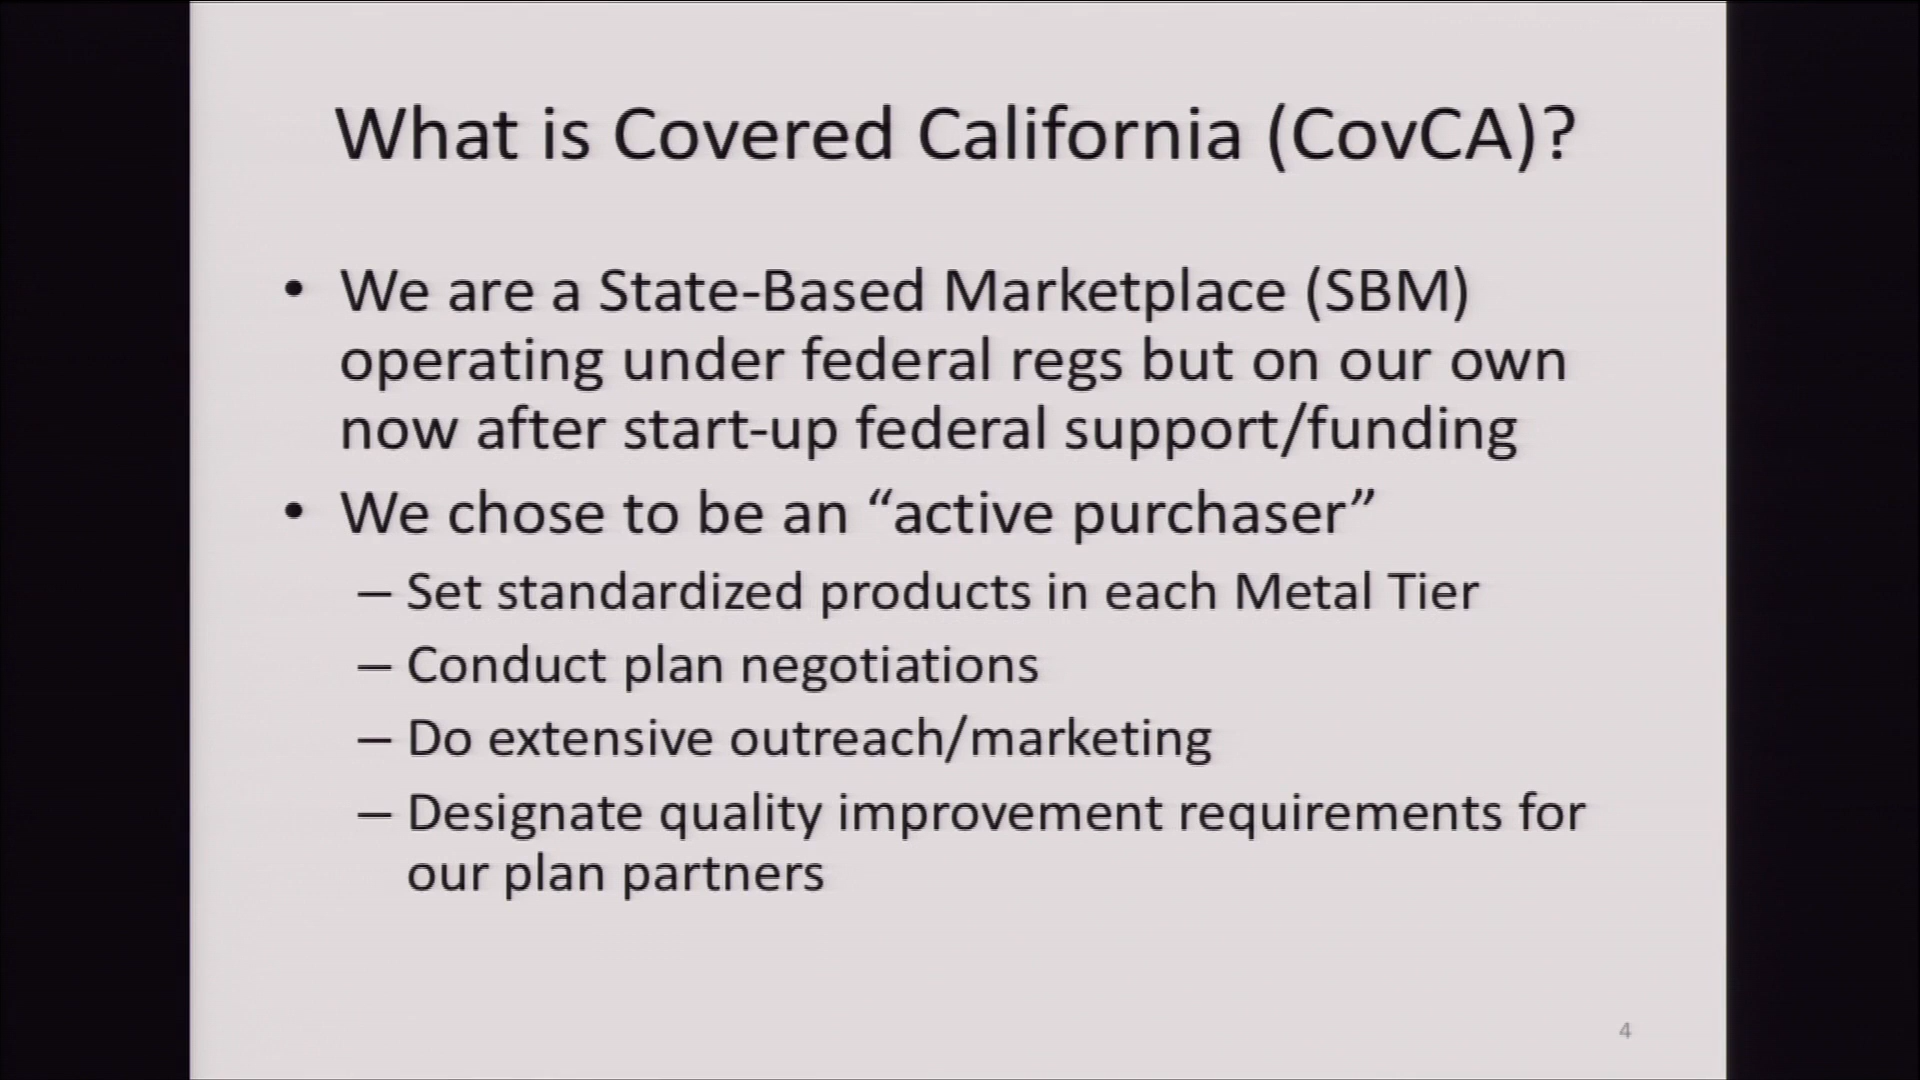 What is Covered California (CovCA)?
• We are a State-Based Marketplace (SBM)
operating under federal regs but on our own
now after start-up federal support/funding
• We chose to be an “active purchaser”
– Set standardized products in each Metal Tier
– Conduct plan negotiations
– Do extensive outreach/marketing
– Designate quality improvement requirements for
our plan partners
4